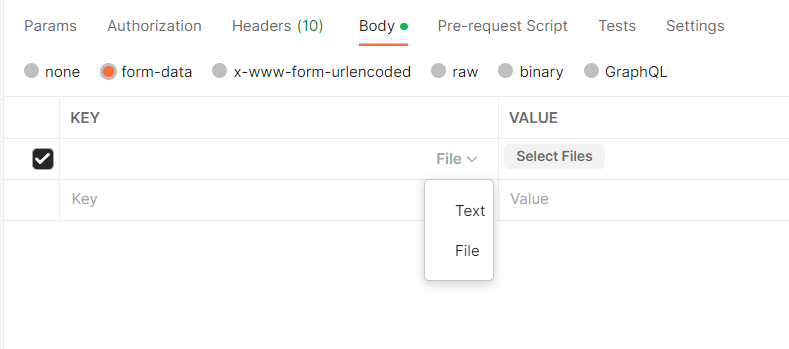 Params Authorization Headers (10) Body Pre-request Script Tests Settings
none form-data x-www-form-urlencoded raw binary GraphQL
KEY VALUE
File Select Files
Key Value
Text
File